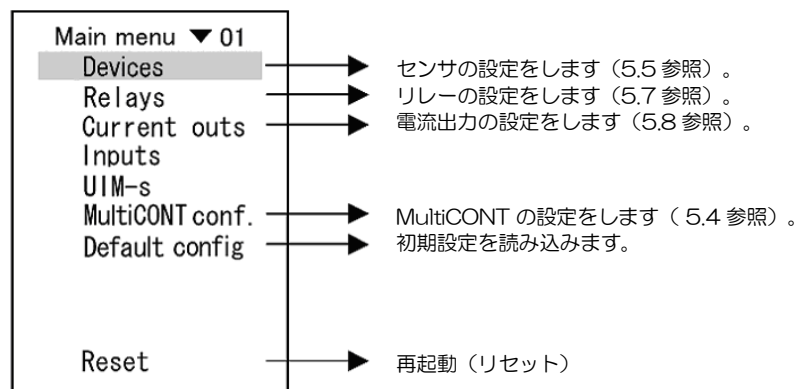 Main menu ▼ 01
Devices センサの設定をします（5.5 参照）。
Relays リレーの設定をします（5.7 参照）。
Current outs 電流出力の設定をします（5.8 参照）。
Inputs
UIM-s
MultiCONT conf. MultiCONT の設定をします（ 5.4 参照）。
Default config 初期設定を読み込みます。
Reset 再起動（リセット）